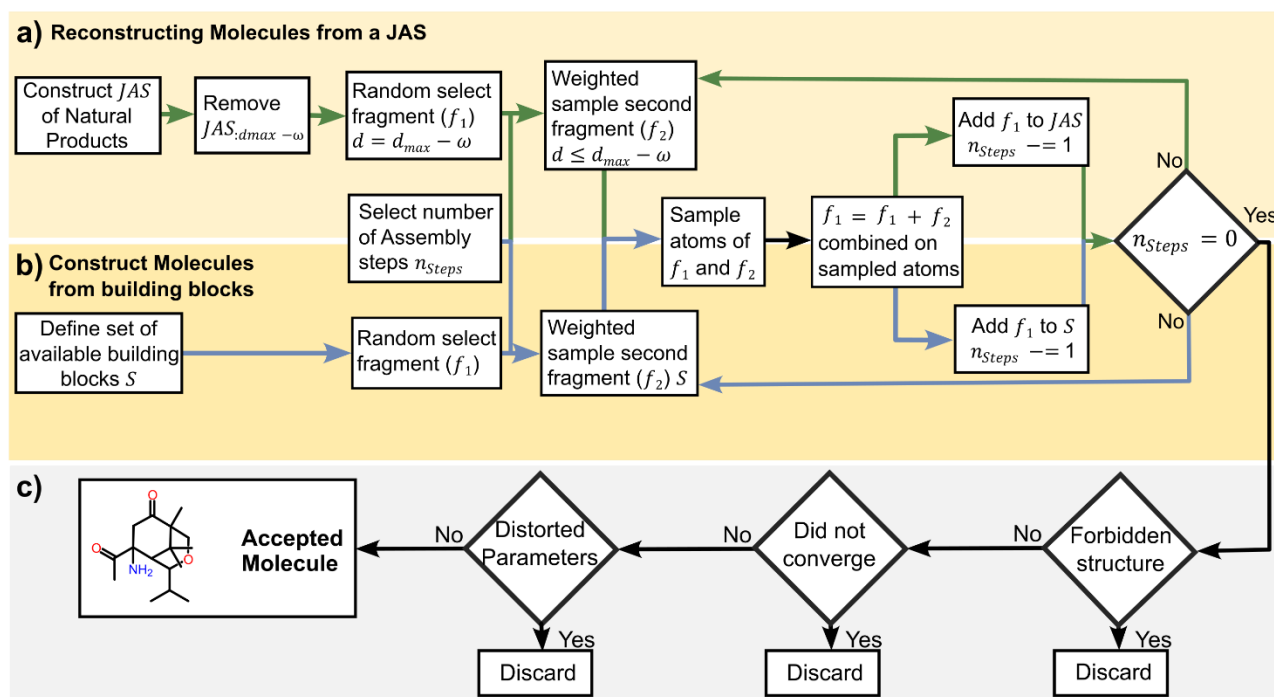 a) Reconstructing Molecules from a JAS
Construct JAS
of Natural
Products
Remove
JAS:dmax −ω
Random select
fragment (f1)
d = dmax − ω
Weighted
sample second
fragment (f2)
d ≤ dmax − ω
Select number
of Assembly
steps nSteps
Sample
atoms of
f1 and f2
f1 = f1 + f2
combined on
sampled atoms
Add f1 to JAS
nSteps −= 1
No
Yes
nSteps = 0
No
b) Construct Molecules
from building blocks
Define set of
available building
blocks S
Random select
fragment (f1)
Weighted
sample second
fragment (f2) S
Add f1 to S
nSteps −= 1
c)
O
O
NH2
O
Accepted
Molecule
No
Distorted
Parameters
Yes
Discard
No
Did not
converge
Yes
Discard
No
Forbidden
structure
Yes
Discard